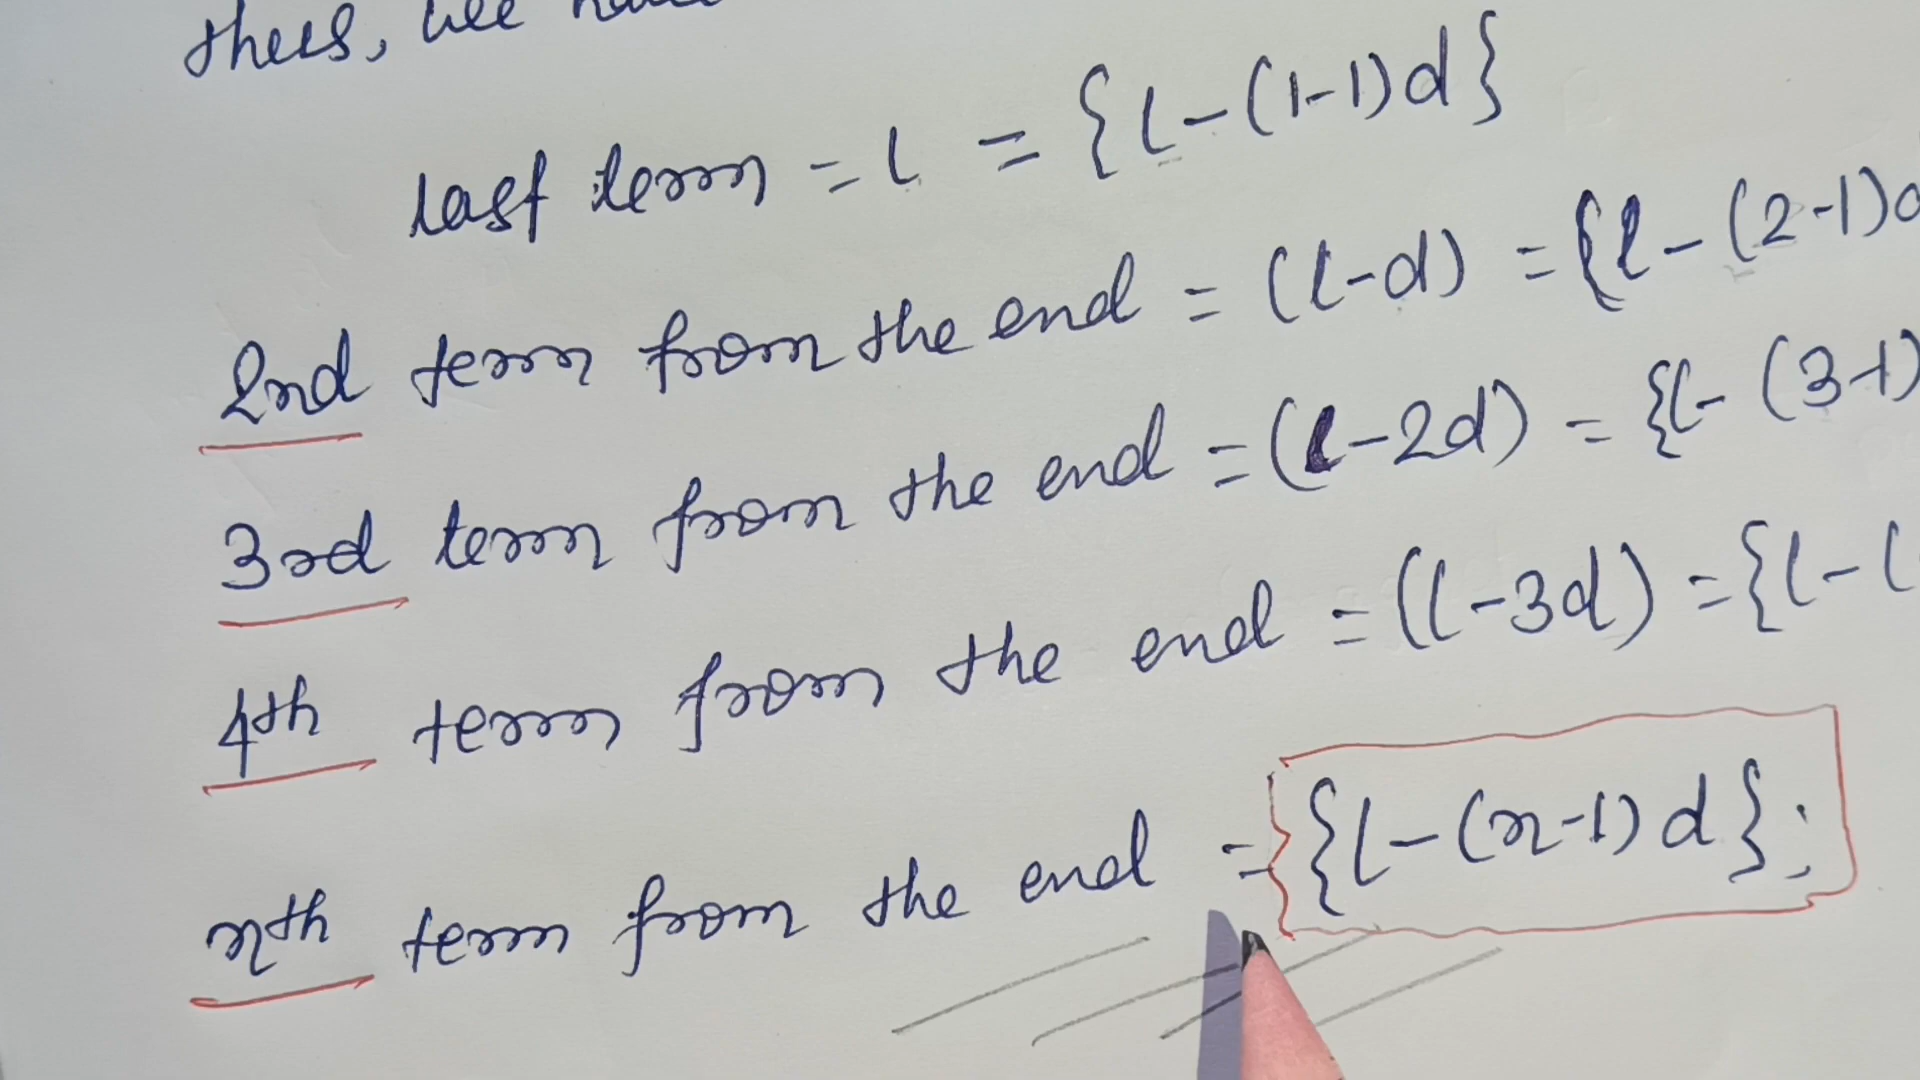 thus, we have
last term = l = {l-(1-1)d}
2nd term from the end = (l-d) = {l-(2-1)d
3rd term from the end = (l-2d) = {l-(3-1)
4th term from the end = (l-3d) = {l-(
nth term from the end = {l-(n-1)d};